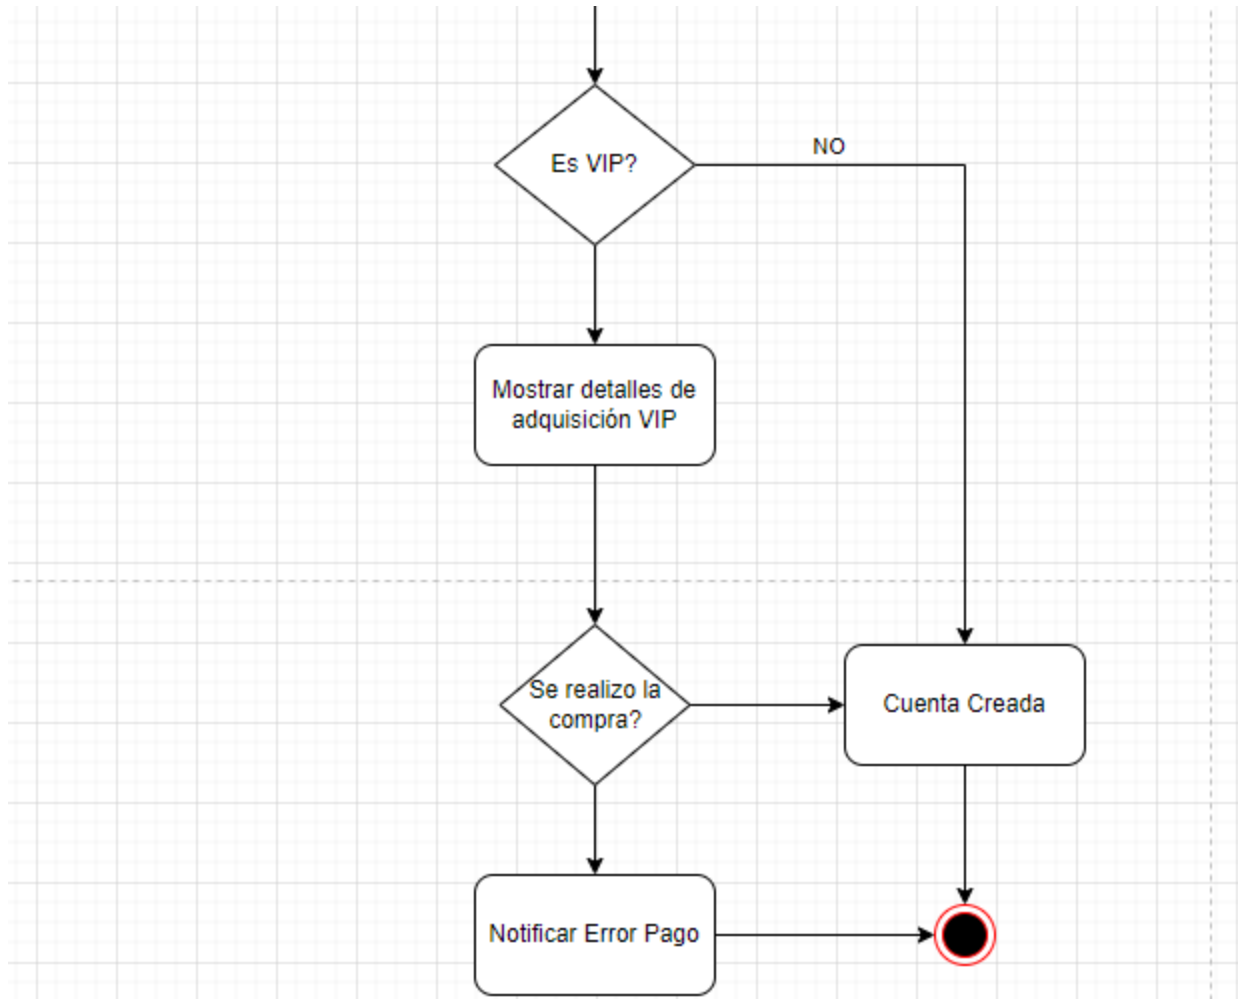 NO
Es VIP?
Mostrar detalles de
adquisición VIP
Se realizo la
compra?
Cuenta Creada
Notificar Error Pago